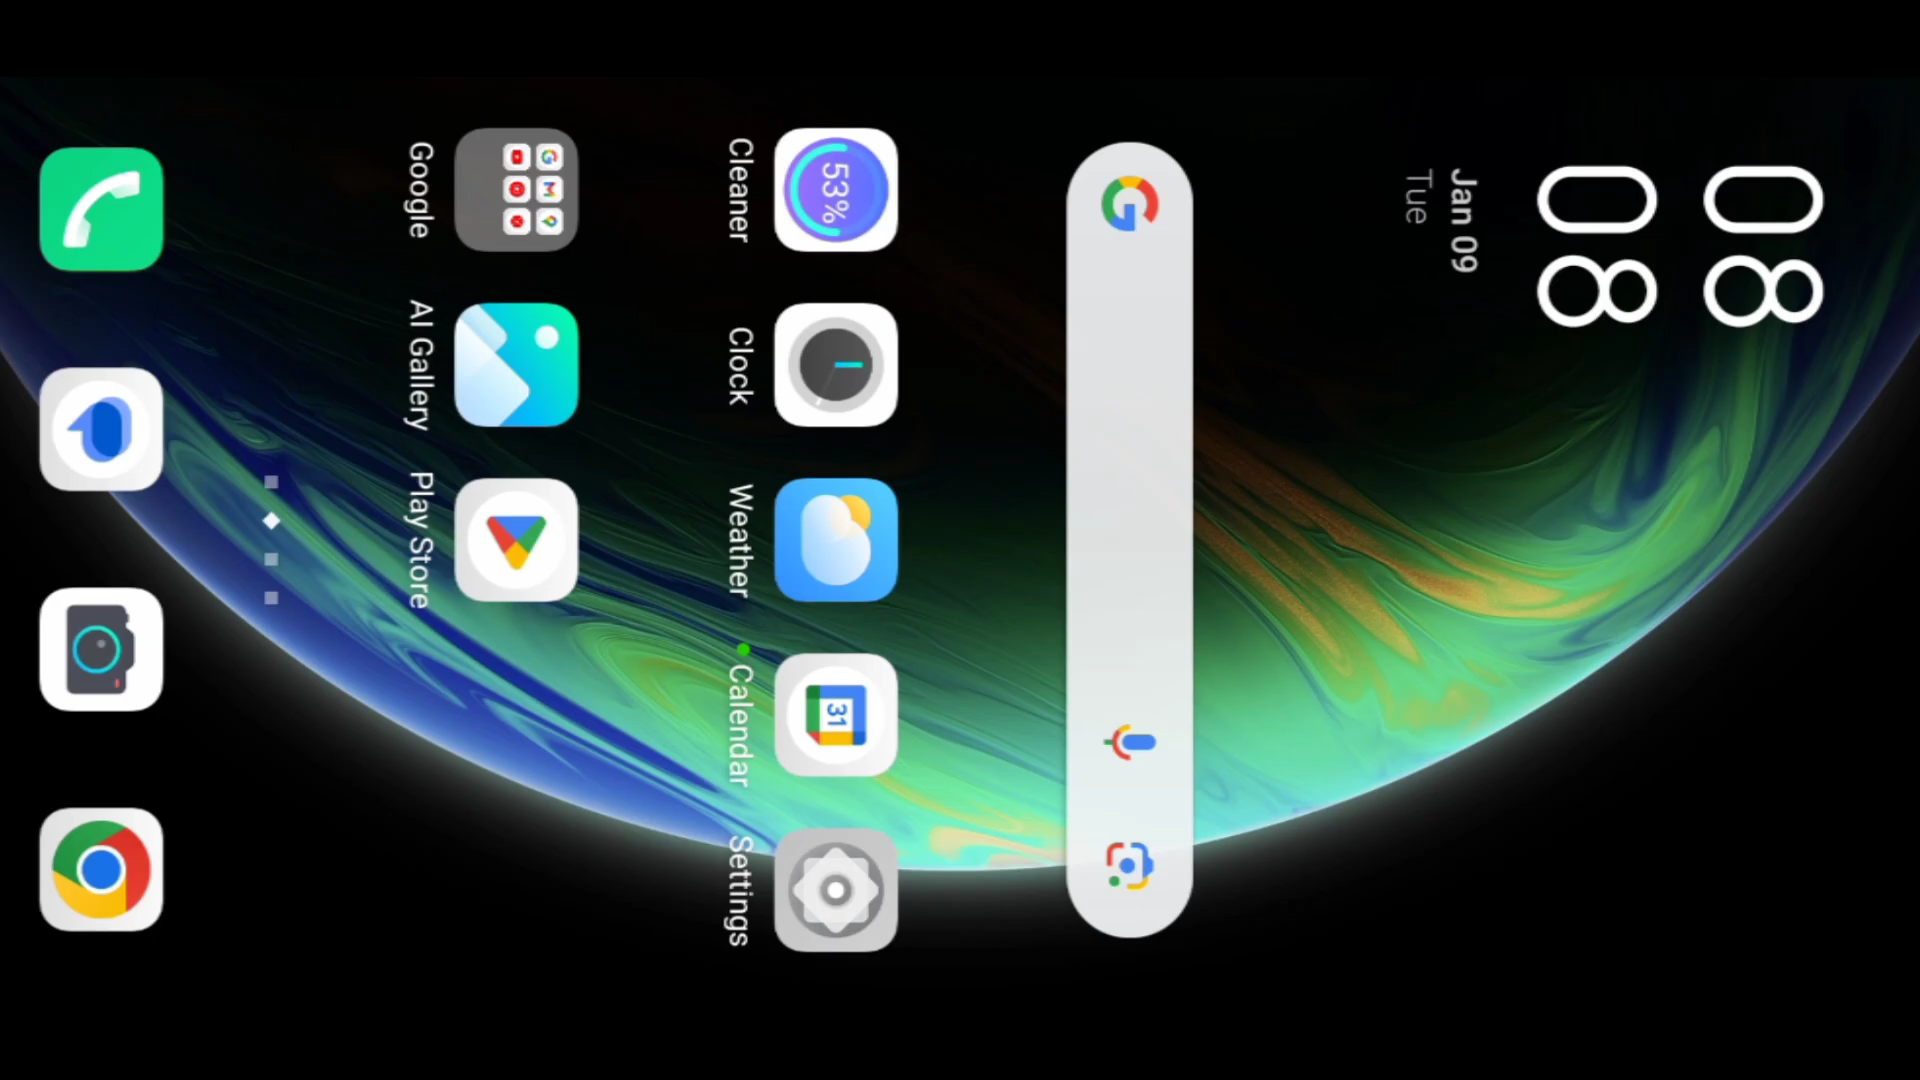 08
08
Jan 09
Tue
53%
31
Cleaner
Clock
Weather
Calendar
Settings
Google
AI Gallery
Play Store